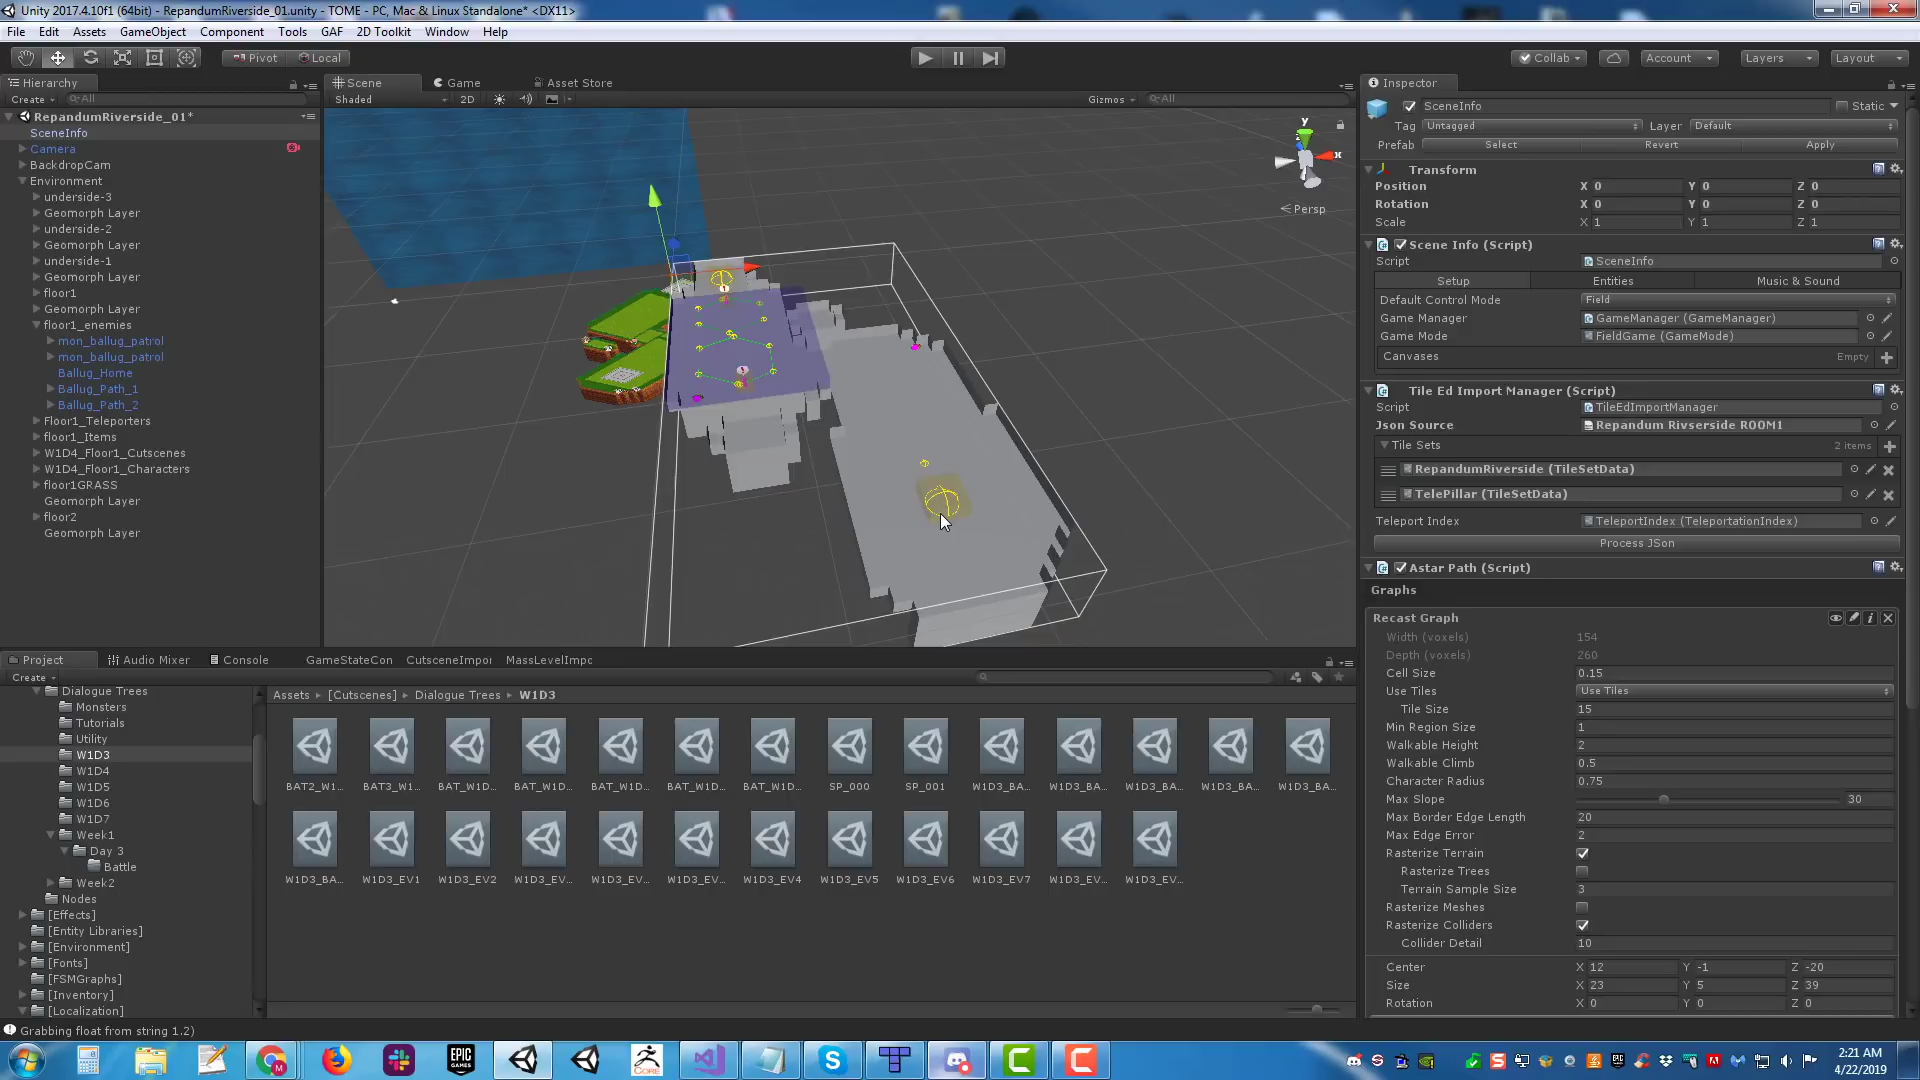 Unity 2017.4.10f1 (64bit) - RepandumRiverside_01.unity - TOME - PC, Mac & Linux Standalone* <DX11>
File Edit Assets GameObject Component Tools GAF 2D Toolkit Window Help
Pivot Local Collab Account Layers Layout
Hierarchy
Create All
RepandumRiverside_01*
SceneInfo
Camera
BackdropCam
Environment
underside-3
Geomorph Layer
underside-2
Geomorph Layer
underside-1
Geomorph Layer
floor1
Geomorph Layer
floor1_enemies
mon_ballug_patrol
mon_ballug_patrol
Ballug_Home
Ballug_Path_1
Ballug_Path_2
Floor1_Teleporters
floor1_Items
W1D4_Floor1_Cutscenes
W1D4_Floor1_Characters
floor1GRASS
Geomorph Layer
floor2
Geomorph Layer
Scene Game Asset Store
Shaded 2D Gizmos All
y
x
Persp
Inspector
SceneInfo Static
Tag Untagged Layer Default
Prefab Select Revert Apply
Transform
Position X 0 Y 0 Z 0
Rotation X 0 Y 0 Z 0
Scale X 1 Y 1 Z 1
Scene Info (Script)
Script SceneInfo
Setup Entities Music & Sound
Default Control Mode Field
Game Manager GameManager (GameManager)
Game Mode FieldGame (GameMode)
Canvases Empty
Tile Ed Import Manager (Script)
Script TileEdImportManager
Json Source Repandum Rivserside ROOM1
Tile Sets 2 items
RepandumRiverside (TileSetData)
TelePillar (TileSetData)
Teleport Index TeleportIndex (TeleportationIndex)
Process JSon
Astar Path (Script)
Graphs
Recast Graph
Width (voxels) 154
Depth (voxels) 260
Cell Size 0.15
Use Tiles Use Tiles
Tile Size 15
Min Region Size 1
Walkable Height 2
Walkable Climb 0.5
Character Radius 0.75
Max Slope 30
Max Border Edge Length 20
Max Edge Error 2
Rasterize Terrain
Rasterize Trees
Terrain Sample Size 3
Rasterize Meshes
Rasterize Colliders
Collider Detail 10
Center X 12 Y -1 Z -20
Size X 23 Y 5 Z 39
Rotation X 0 Y 0 Z 0
Project Audio Mixer Console GameStateCon CutsceneImpoi MassLevelImpc
Create
Dialogue Trees
Monsters
Tutorials
Utility
W1D3
W1D4
W1D5
W1D6
W1D7
Week1
Day 3
Battle
Week2
Nodes
[Effects]
[Entity Libraries]
[Environment]
[Fonts]
[FSMGraphs]
[Inventory]
[Localization]
Assets [Cutscenes] Dialogue Trees W1D3
BAT2_W1... BAT3_W1... BAT_W1D... BAT_W1D... BAT_W1D... BAT_W1D... BAT_W1D... SP_000 SP_001 W1D3_BA... W1D3_BA... W1D3_BA... W1D3_BA... W1D3_BA...
W1D3_BA... W1D3_EV1 W1D3_EV2 W1D3_EV... W1D3_EV... W1D3_EV... W1D3_EV4 W1D3_EV5 W1D3_EV6 W1D3_EV7 W1D3_EV... W1D3_EV...
Grabbing float from string 1.2)
EPIC GAMES
CORE
2:21 AM
4/22/2019